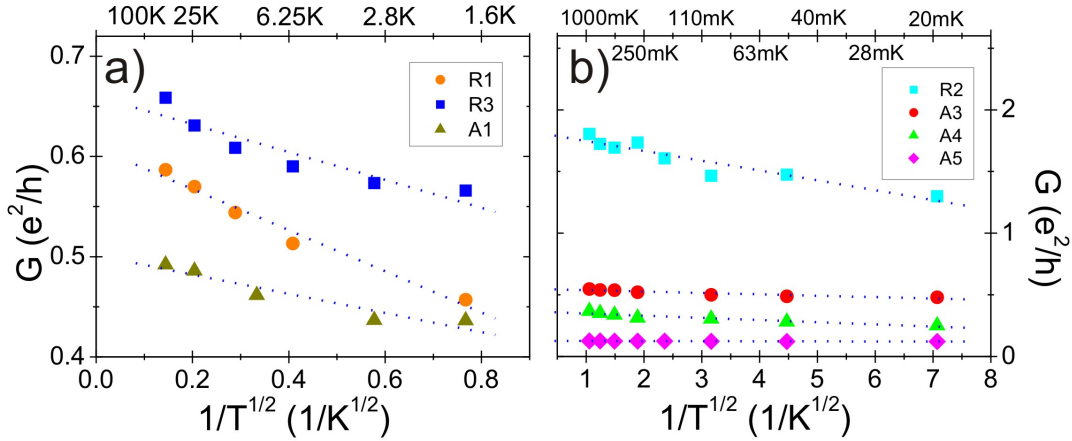 100K 25K 6.25K 2.8K 1.6K
a)
R1
R3
A1
0.7
0.6
0.5
0.4
G (e²/h)
0.0 0.2 0.4 0.6 0.8
1/T^{1/2} (1/K^{1/2})
1000mK 110mK 40mK 20mK
250mK 63mK 28mK
b)
R2
A3
A4
A5
2
1
0
G (e²/h)
1 2 3 4 5 6 7 8
1/T^{1/2} (1/K^{1/2})